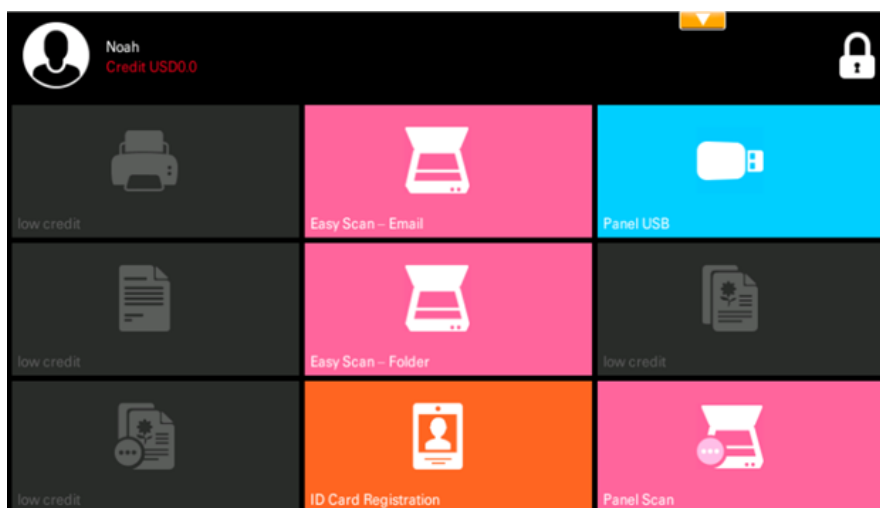 Noah
Credit USD0.0
low credit
Easy Scan – Email
Panel USB
low credit
Easy Scan – Folder
low credit
low credit
ID Card Registration
Panel Scan